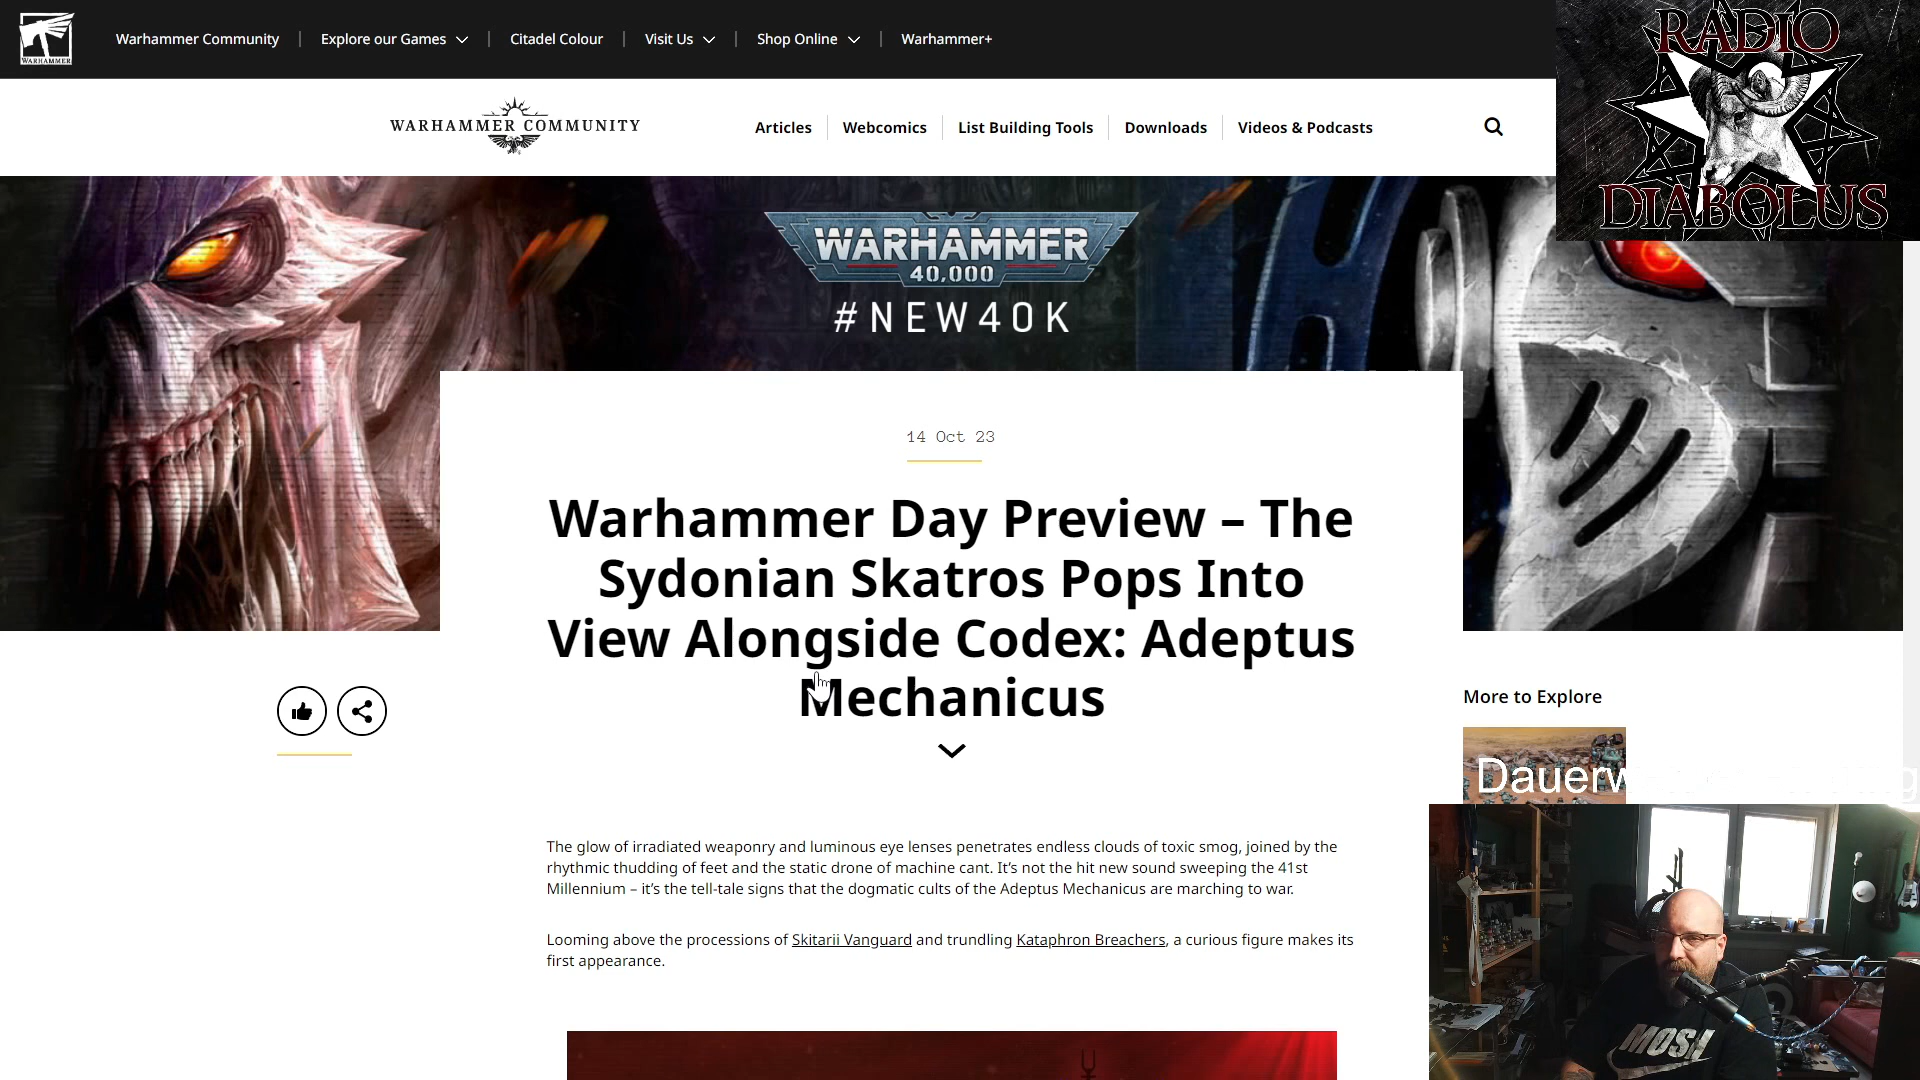 WARHAMMER
Warhammer Community
Explore our Games
Citadel Colour
Visit Us
Shop Online
Warhammer+
RADIO
DIABOLUS
WARHAMMER COMMUNITY
Articles
Webcomics
List Building Tools
Downloads
Videos & Podcasts
WARHAMMER
40,000
#NEW40K
14 Oct 23
Warhammer Day Preview – The
Sydonian Skatros Pops Into
View Alongside Codex: Adeptus
Mechanicus
More to Explore
The glow of irradiated weaponry and luminous eye lenses penetrates endless clouds of toxic smog, joined by the
rhythmic thudding of feet and the static drone of machine cant. It’s not the hit new sound sweeping the 41st
Millennium – it’s the tell-tale signs that the dogmatic cults of the Adeptus Mechanicus are marching to war.
Looming above the processions of Skitarii Vanguard and trundling Kataphron Breachers, a curious figure makes its
first appearance.
MOSH